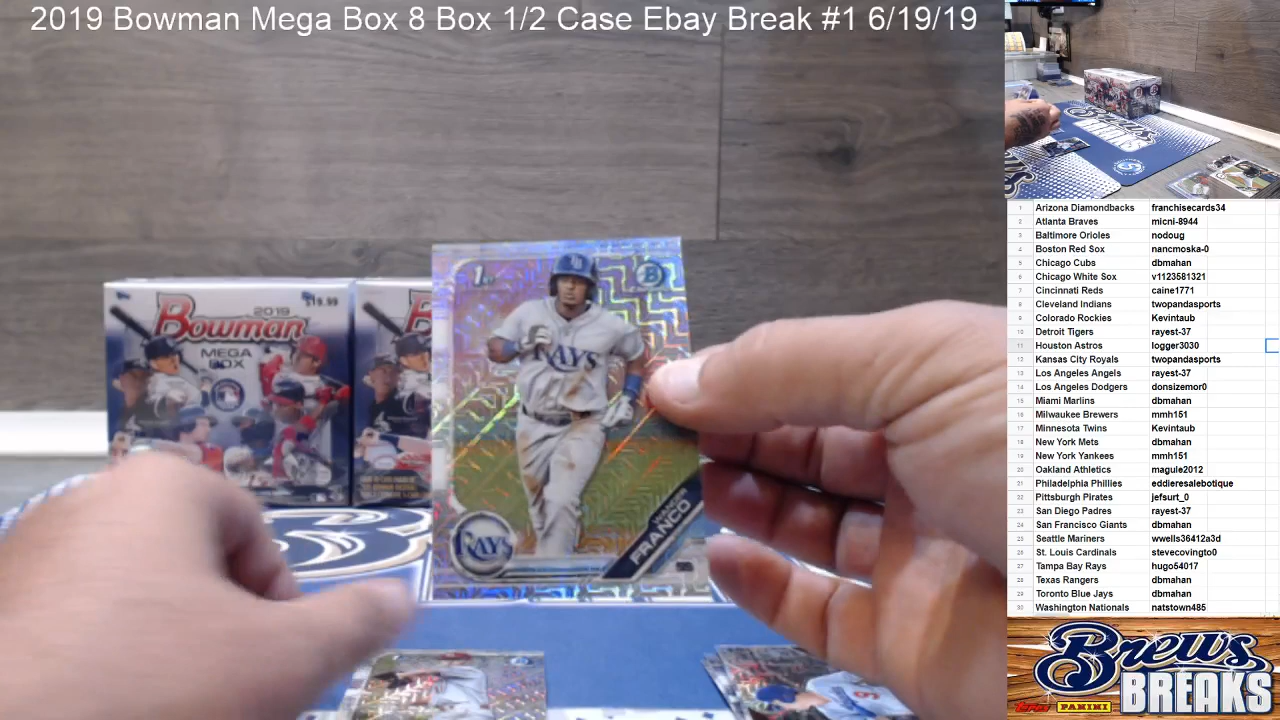 2019 Bowman Mega Box 8 Box 1/2 Case Ebay Break #1 6/19/19
1 Arizona Diamondbacks franchisecards34
2 Atlanta Braves micni-8944
3 Baltimore Orioles nodoug
4 Boston Red Sox nancmoska-0
5 Chicago Cubs dbmahan
6 Chicago White Sox v1123581321
7 Cincinnati Reds caine1771
8 Cleveland Indians twopandasports
9 Colorado Rockies Kevintaub
10 Detroit Tigers rayest-37
11 Houston Astros logger3030
12 Kansas City Royals twopandasports
13 Los Angeles Angels rayest-37
14 Los Angeles Dodgers donsizemor0
15 Miami Marlins dbmahan
16 Milwaukee Brewers mmh151
17 Minnesota Twins Kevintaub
18 New York Mets dbmahan
19 New York Yankees mmh151
20 Oakland Athletics magule2012
21 Philadelphia Phillies eddieresalebotique
22 Pittsburgh Pirates jefsurt_0
23 San Diego Padres rayest-37
24 San Francisco Giants dbmahan
25 Seattle Mariners wwells36412a3d
26 St. Louis Cardinals stevecovingto0
27 Tampa Bay Rays hugo54017
28 Texas Rangers dbmahan
29 Toronto Blue Jays dbmahan
30 Washington Nationals natstown485
Brews
BREAKS
Topps PANINI
$19.99
2019
Bowman
MEGA
BOX
1st
B
RAYS
WANDER
FRANCO
RAYS